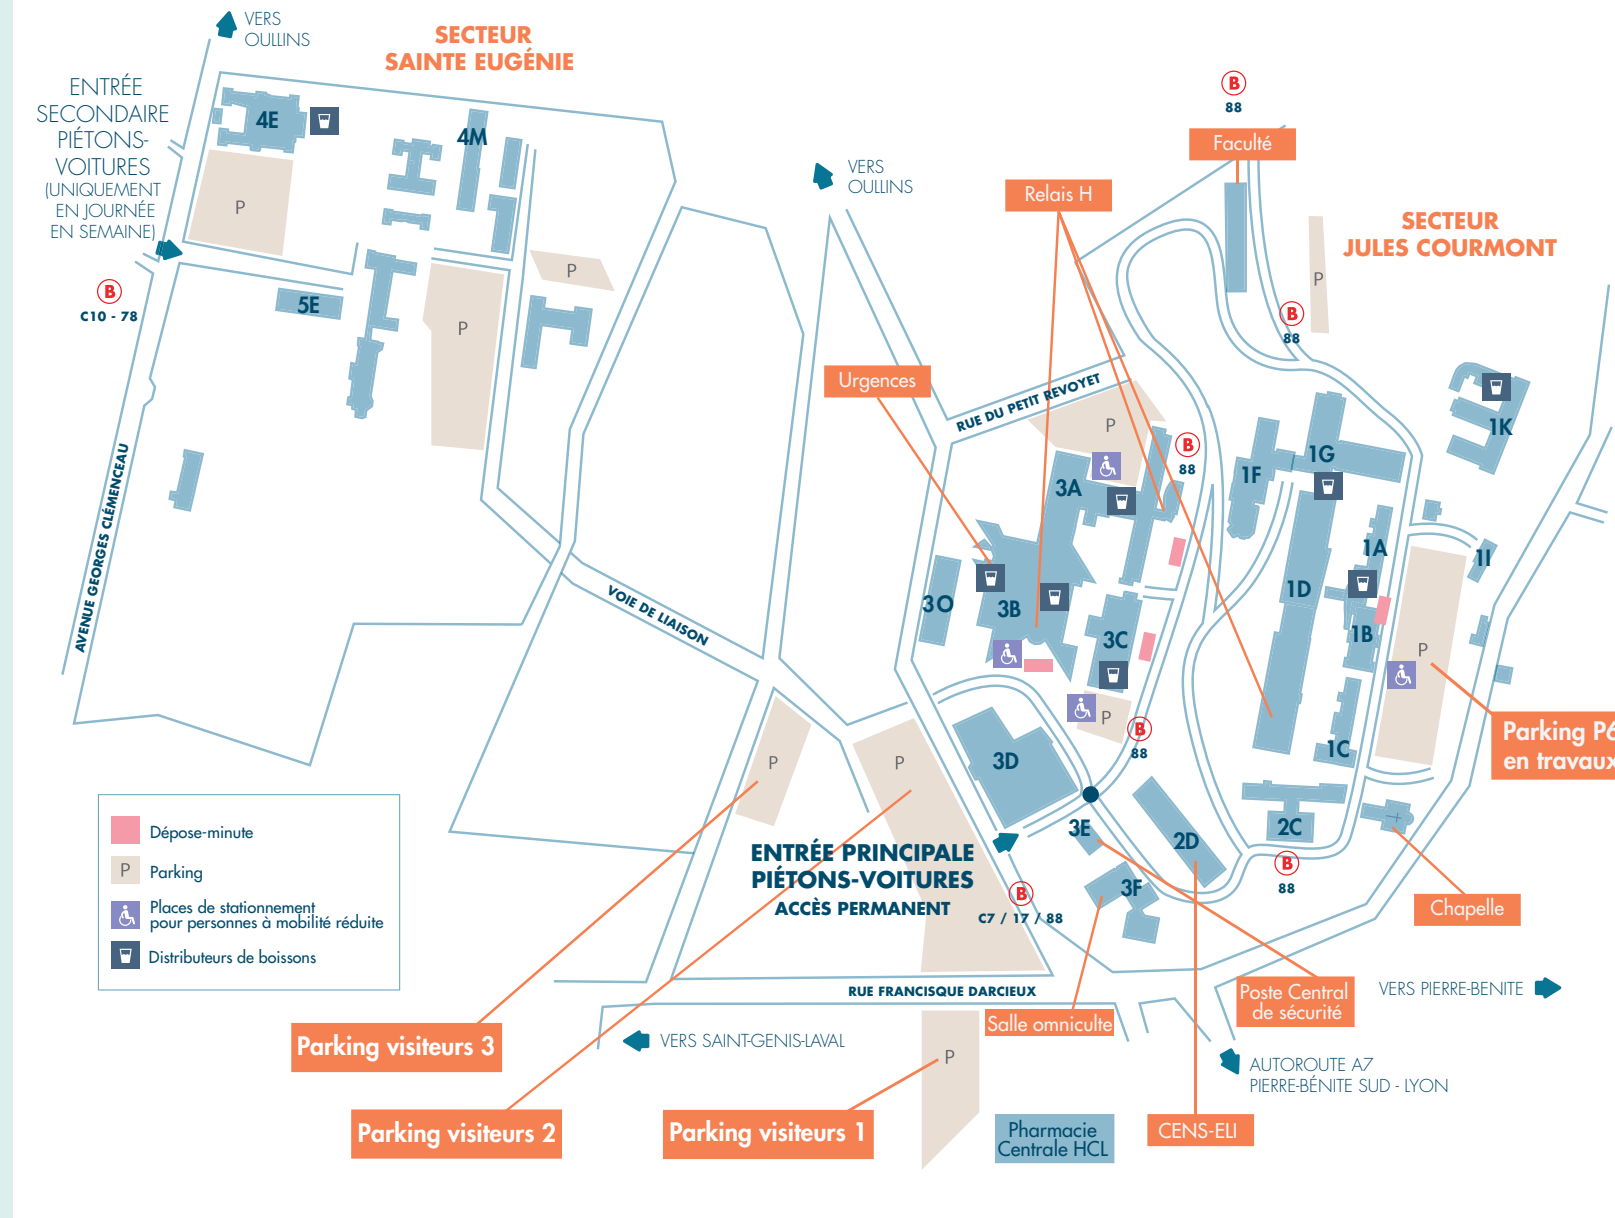 VERS
OULLINS
SECTEUR
SAINTE EUGÉNIE
ENTRÉE
SECONDAIRE
PIÉTONS-
VOITURES
(UNIQUEMENT
EN JOURNÉE
EN SEMAINE)
4E
4M
P
B
C10 - 78
5E
P
P
AVENUE GEORGES CLÉMENCEAU
VOIE DE LIAISON
VERS
OULLINS
B
88
Faculté
Relais H
SECTEUR
JULES COURMONT
P
B
88
Urgences
RUE DU PETIT REVOYET
P
B
88
1K
1G
1F
3A
1A
1I
1D
3O
3B
3C
1B
P
P
B
88
Parking P6
en travaux
1C
3D
P
P
3E
2D
2C
B
88
ENTRÉE PRINCIPALE
PIÉTONS-VOITURES
ACCÈS PERMANENT
B
C7 / 17 / 88
3F
Chapelle
Dépose-minute
P
Parking
Places de stationnement
pour personnes à mobilité réduite
Distributeurs de boissons
RUE FRANCISQUE DARCIEUX
Poste Central
de sécurité
VERS PIERRE-BENITE
Salle omniculte
VERS SAINT-GENIS-LAVAL
Parking visiteurs 3
P
AUTOROUTE A7
PIERRE-BÉNITE SUD - LYON
Parking visiteurs 2
Parking visiteurs 1
Pharmacie
Centrale HCL
CENS-ELI